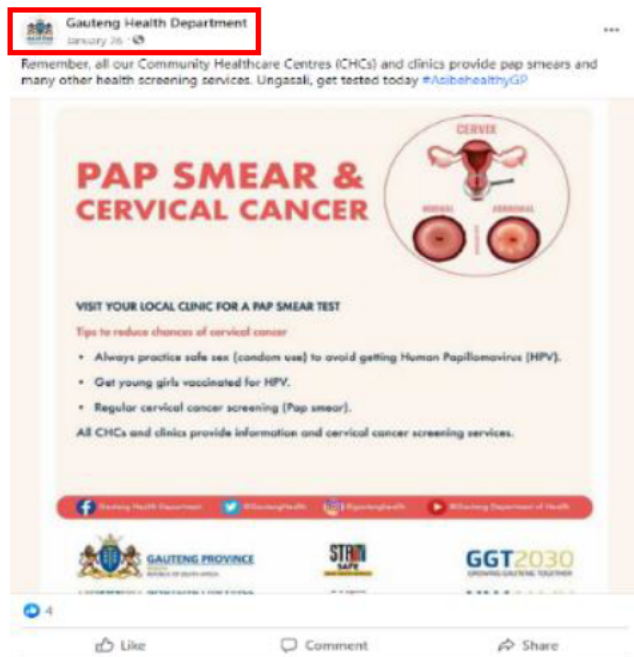 Gauteng Health Department
January 26
Remember, all our Community Healthcare Centres (CHCs) and clinics provide pap smears and
many other health screening services. Ungasali, get tested today #AsibehealthyGP
CERVIX
PAP SMEAR &
CERVICAL CANCER
NORMAL ABNORMAL
VISIT YOUR LOCAL CLINIC FOR A PAP SMEAR TEST
Tips to reduce chances of cervical cancer
• Always practice safe sex (condom use) to avoid getting Human Papillomavirus (HPV).
• Get young girls vaccinated for HPV.
• Regular cervical cancer screening (Pap smear).
All CHCs and clinics provide information and cervical cancer screening services.
Gauteng Health Department @GautengHealth @gautenghealth @Gauteng Department of Health
GAUTENG PROVINCE
REPUBLIC OF SOUTH AFRICA
STAY
SAFE
GGT2030
GROWING GAUTENG TOGETHER
4
Like Comment Share